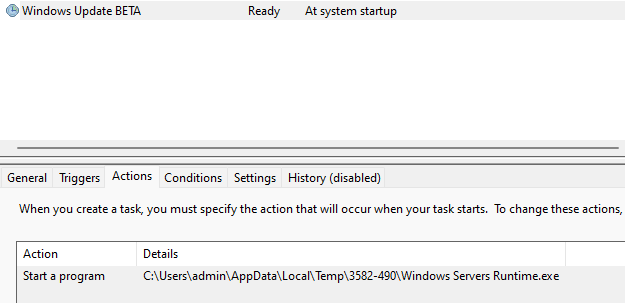 Windows Update BETA Ready At system startup
General Triggers Actions Conditions Settings History (disabled)
When you create a task, you must specify the action that will occur when your task starts. To change these actions,
Action Details
Start a program C:\Users\admin\AppData\Local\Temp\3582-490\Windows Servers Runtime.exe